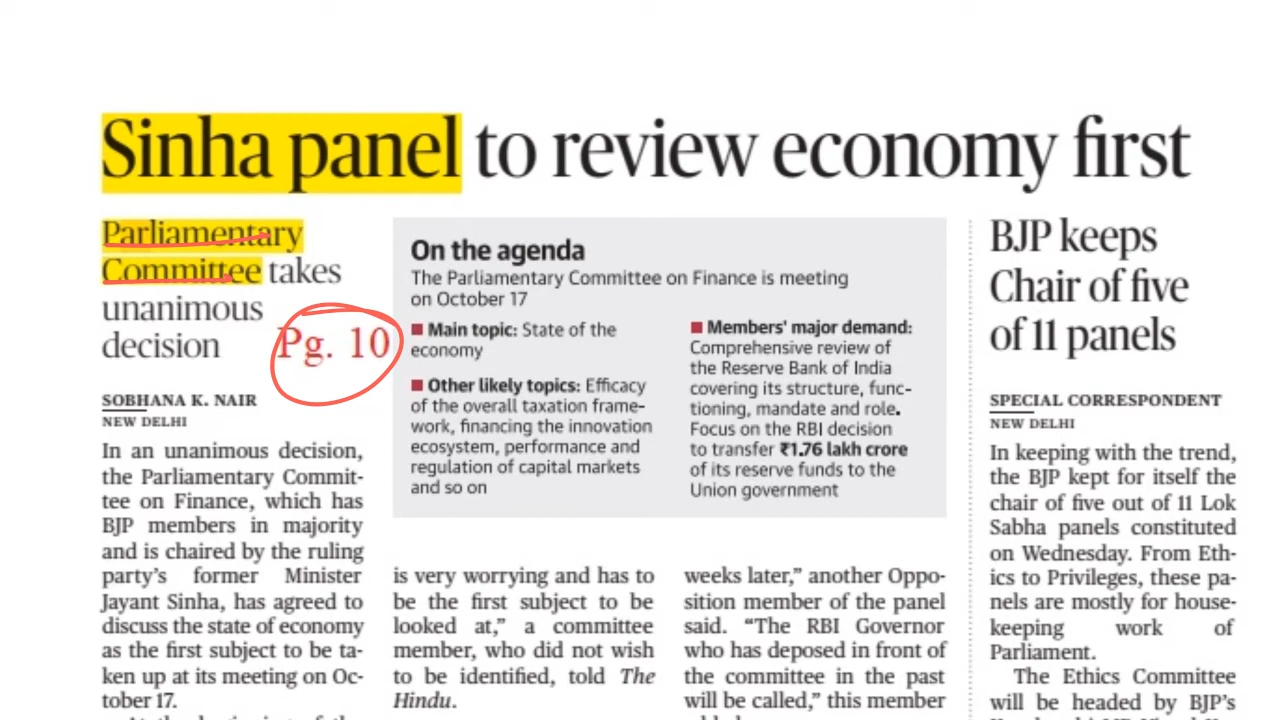 Sinha panel to review economy first
Parliamentary
Committee takes
unanimous
decision
Pg. 10
SOBHANA K. NAIR
NEW DELHI
In an unanimous decision,
the Parliamentary Commit-
tee on Finance, which has
BJP members in majority
and is chaired by the ruling
party's former Minister
Jayant Sinha, has agreed to
discuss the state of economy
as the first subject to be ta-
ken up at its meeting on Oc-
tober 17.
On the agenda
The Parliamentary Committee on Finance is meeting
on October 17
■ Main topic: State of the
economy
■ Other likely topics: Efficacy
of the overall taxation frame-
work, financing the innovation
ecosystem, performance and
regulation of capital markets
and so on
■ Members' major demand:
Comprehensive review of
the Reserve Bank of India
covering its structure, func-
tioning, mandate and role.
Focus on the RBI decision
to transfer ₹1.76 lakh crore
of its reserve funds to the
Union government
is very worrying and has to
be the first subject to be
looked at," a committee
member, who did not wish
to be identified, told The
Hindu.
weeks later," another Oppo-
sition member of the panel
said. "The RBI Governor
who has deposed in front of
the committee in the past
will be called," this member
BJP keeps
Chair of five
of 11 panels
SPECIAL CORRESPONDENT
NEW DELHI
In keeping with the trend,
the BJP kept for itself the
chair of five out of 11 Lok
Sabha panels constituted
on Wednesday. From Eth-
ics to Privileges, these pa-
nels are mostly for house-
keeping work of
Parliament.
The Ethics Committee
will be headed by BJP's